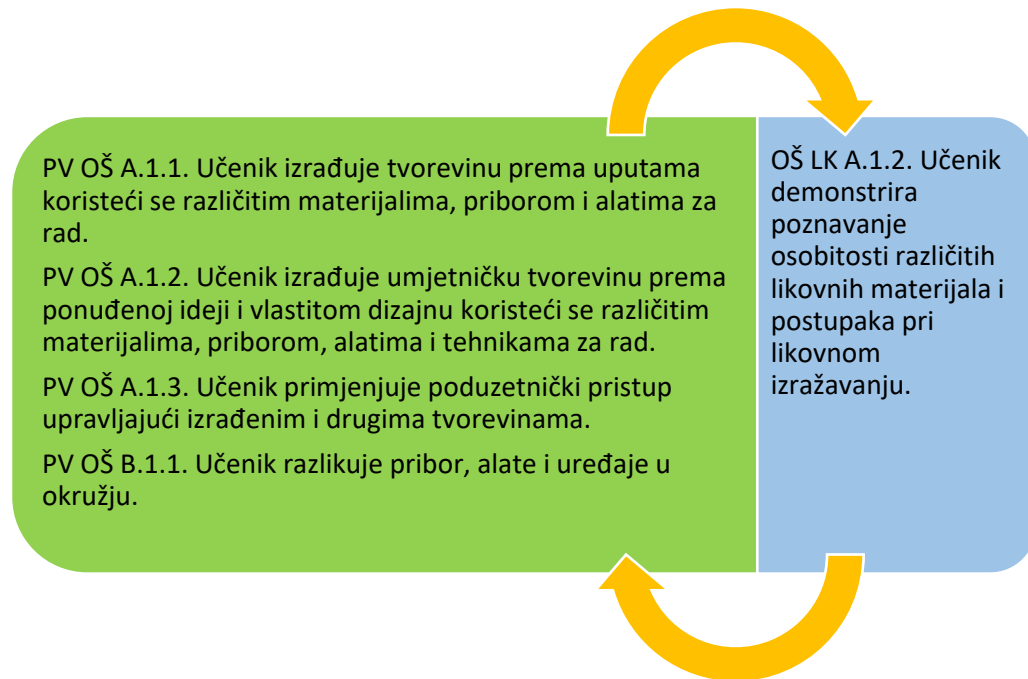 PV OŠ A.1.1. Učenik izrađuje tvorevinu prema uputama
koristeći se različitim materijalima, priborom i alatima za
rad.
PV OŠ A.1.2. Učenik izrađuje umjetničku tvorevinu prema
ponuđenoj ideji i vlastitom dizajnu koristeći se različitim
materijalima, priborom, alatima i tehnikama za rad.
PV OŠ A.1.3. Učenik primjenjuje poduzetnički pristup
upravljajući izrađenim i drugima tvorevinama.
PV OŠ B.1.1. Učenik razlikuje pribor, alate i uređaje u
okružju.
OŠ LK A.1.2. Učenik
demonstrira
poznavanje
osobitosti različitih
likovnih materijala i
postupaka pri
likovnom
izražavanju.